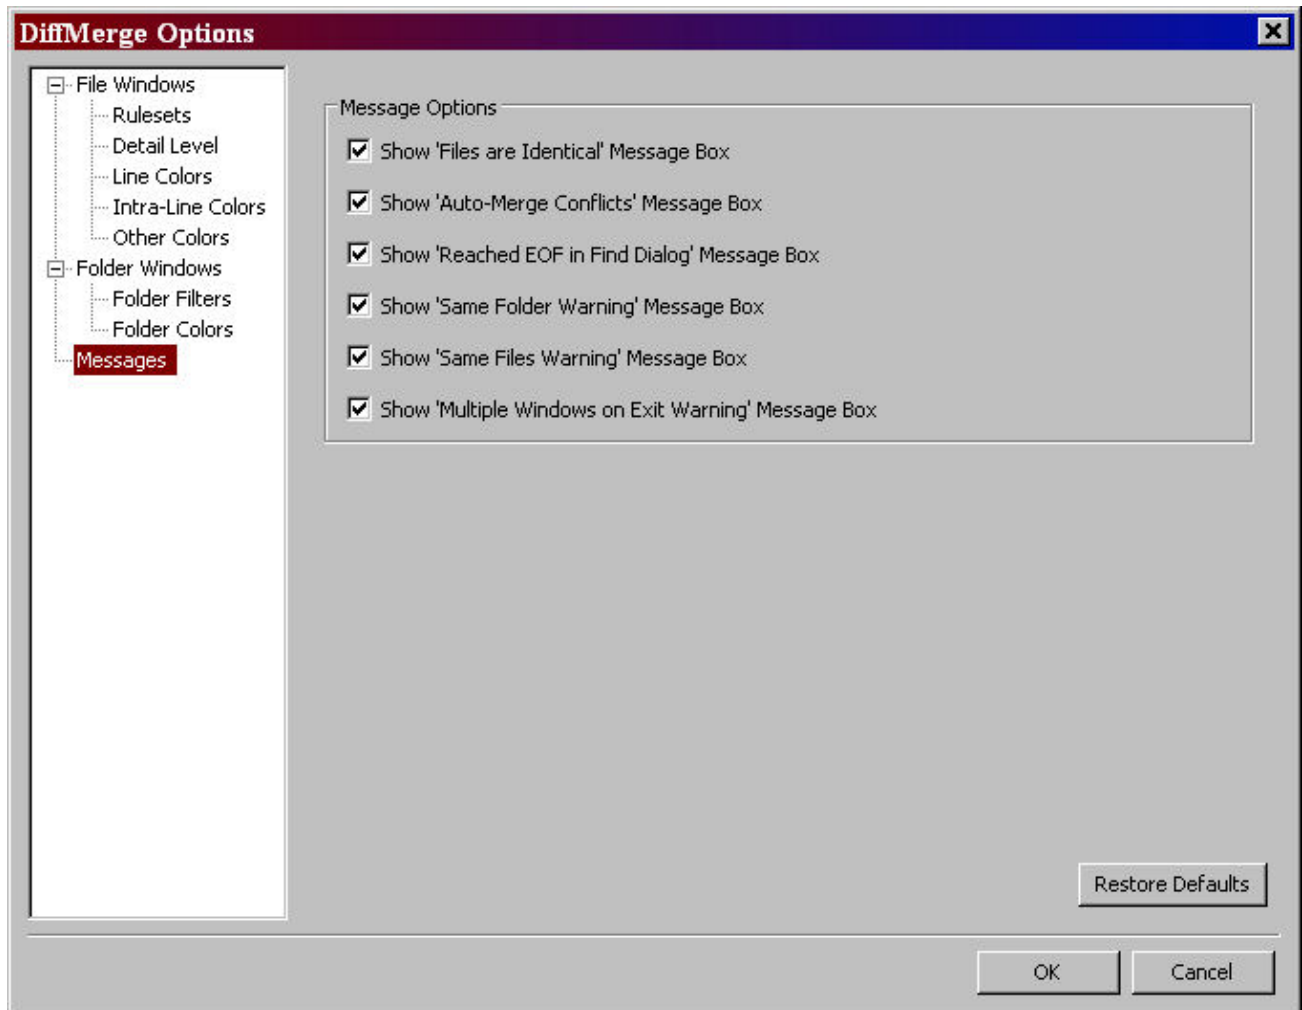 DiffMerge Options
File Windows
Rulesets
Detail Level
Line Colors
Intra-Line Colors
Other Colors
Folder Windows
Folder Filters
Folder Colors
Messages
Message Options
Show 'Files are Identical' Message Box
Show 'Auto-Merge Conflicts' Message Box
Show 'Reached EOF in Find Dialog' Message Box
Show 'Same Folder Warning' Message Box
Show 'Same Files Warning' Message Box
Show 'Multiple Windows on Exit Warning' Message Box
Restore Defaults
OK
Cancel